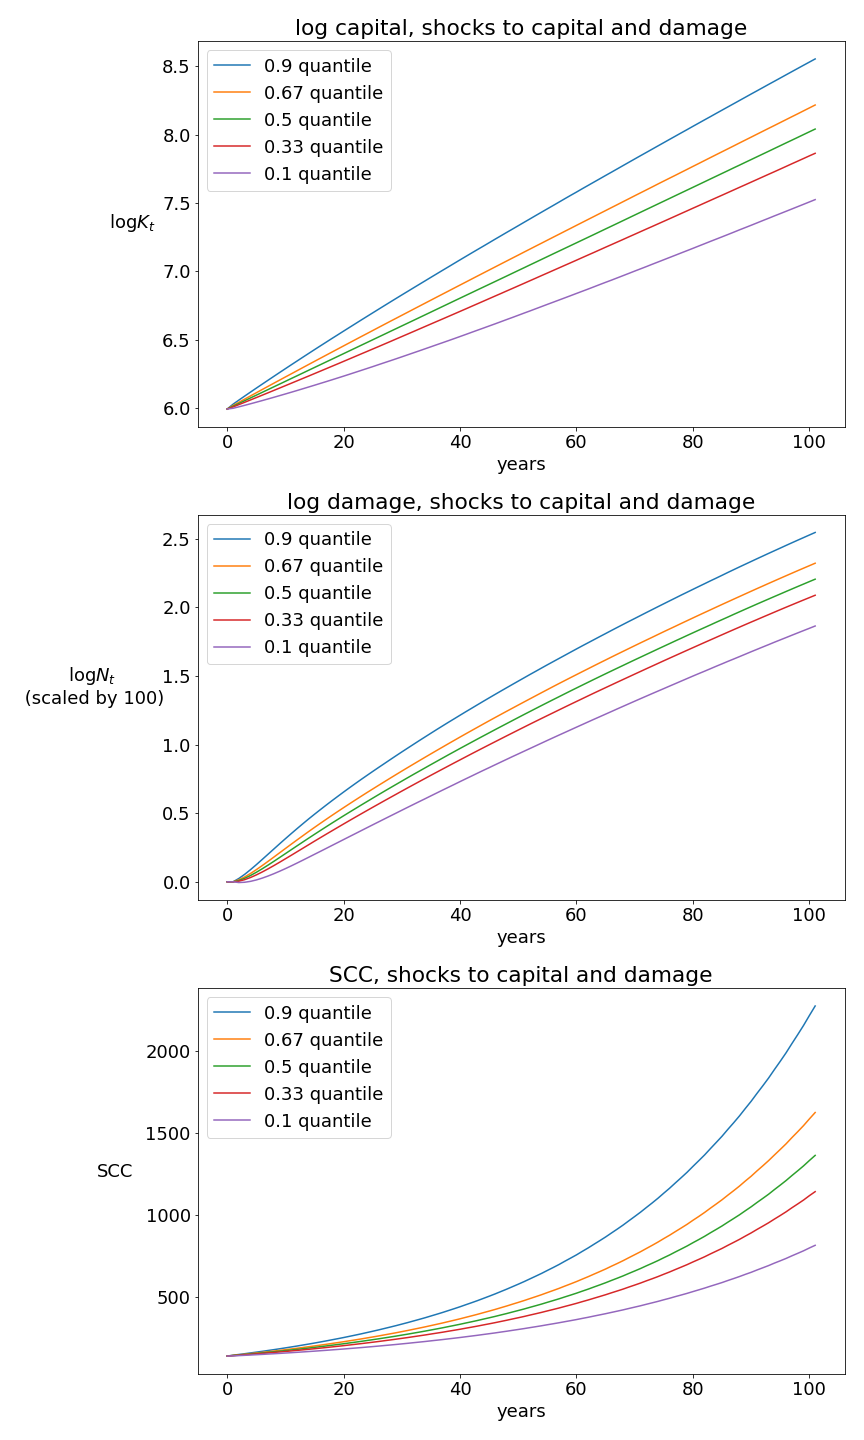 log capital, shocks to capital and damage
8.5
8.0
7.5
7.0
6.5
6.0
logK_t
0.9 quantile
0.67 quantile
0.5 quantile
0.33 quantile
0.1 quantile
0 20 40 60 80 100
years
log damage, shocks to capital and damage
2.5
2.0
1.5
1.0
0.5
0.0
logN_t
(scaled by 100)
0.9 quantile
0.67 quantile
0.5 quantile
0.33 quantile
0.1 quantile
0 20 40 60 80 100
years
SCC, shocks to capital and damage
2000
1500
1000
500
SCC
0.9 quantile
0.67 quantile
0.5 quantile
0.33 quantile
0.1 quantile
0 20 40 60 80 100
years